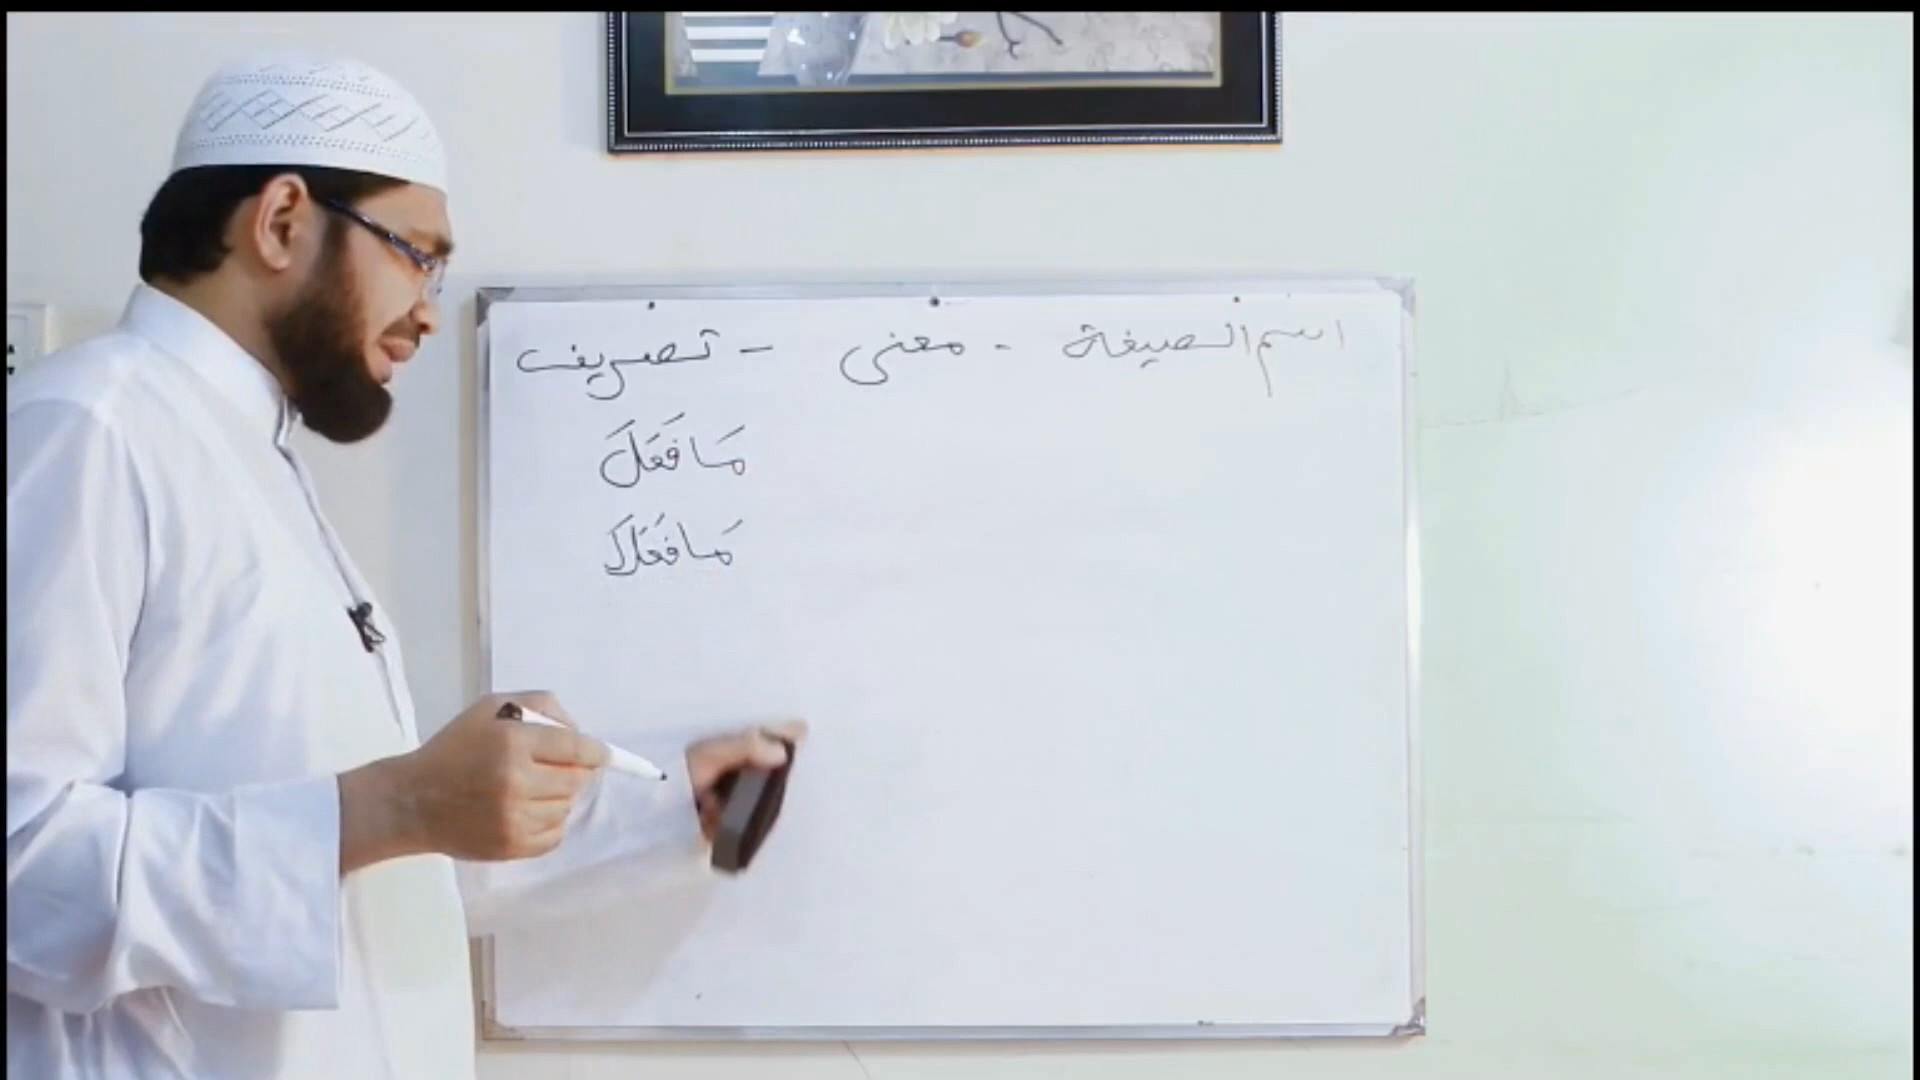 اسم الصيغة - معنى - تصريف
مَا فَعَلَ
مَا فَعَلَا